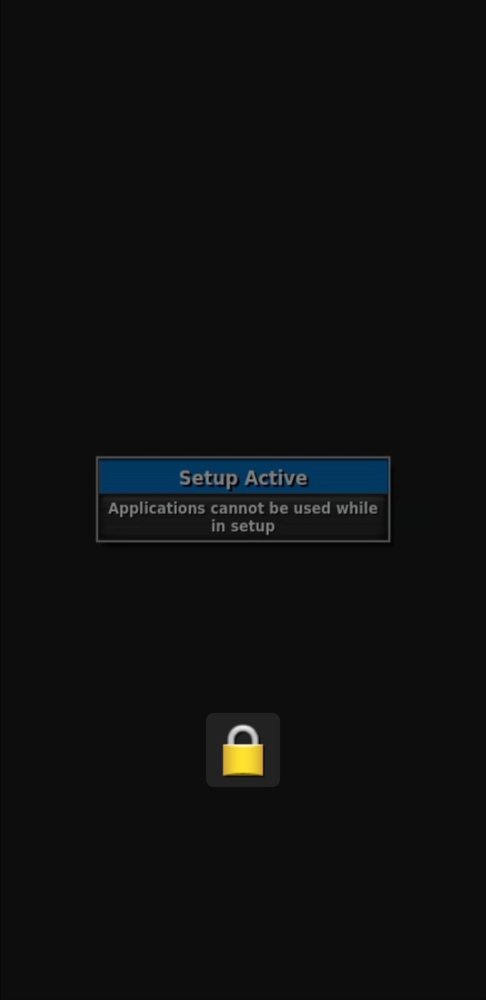 Setup Active
Applications cannot be used while
in setup